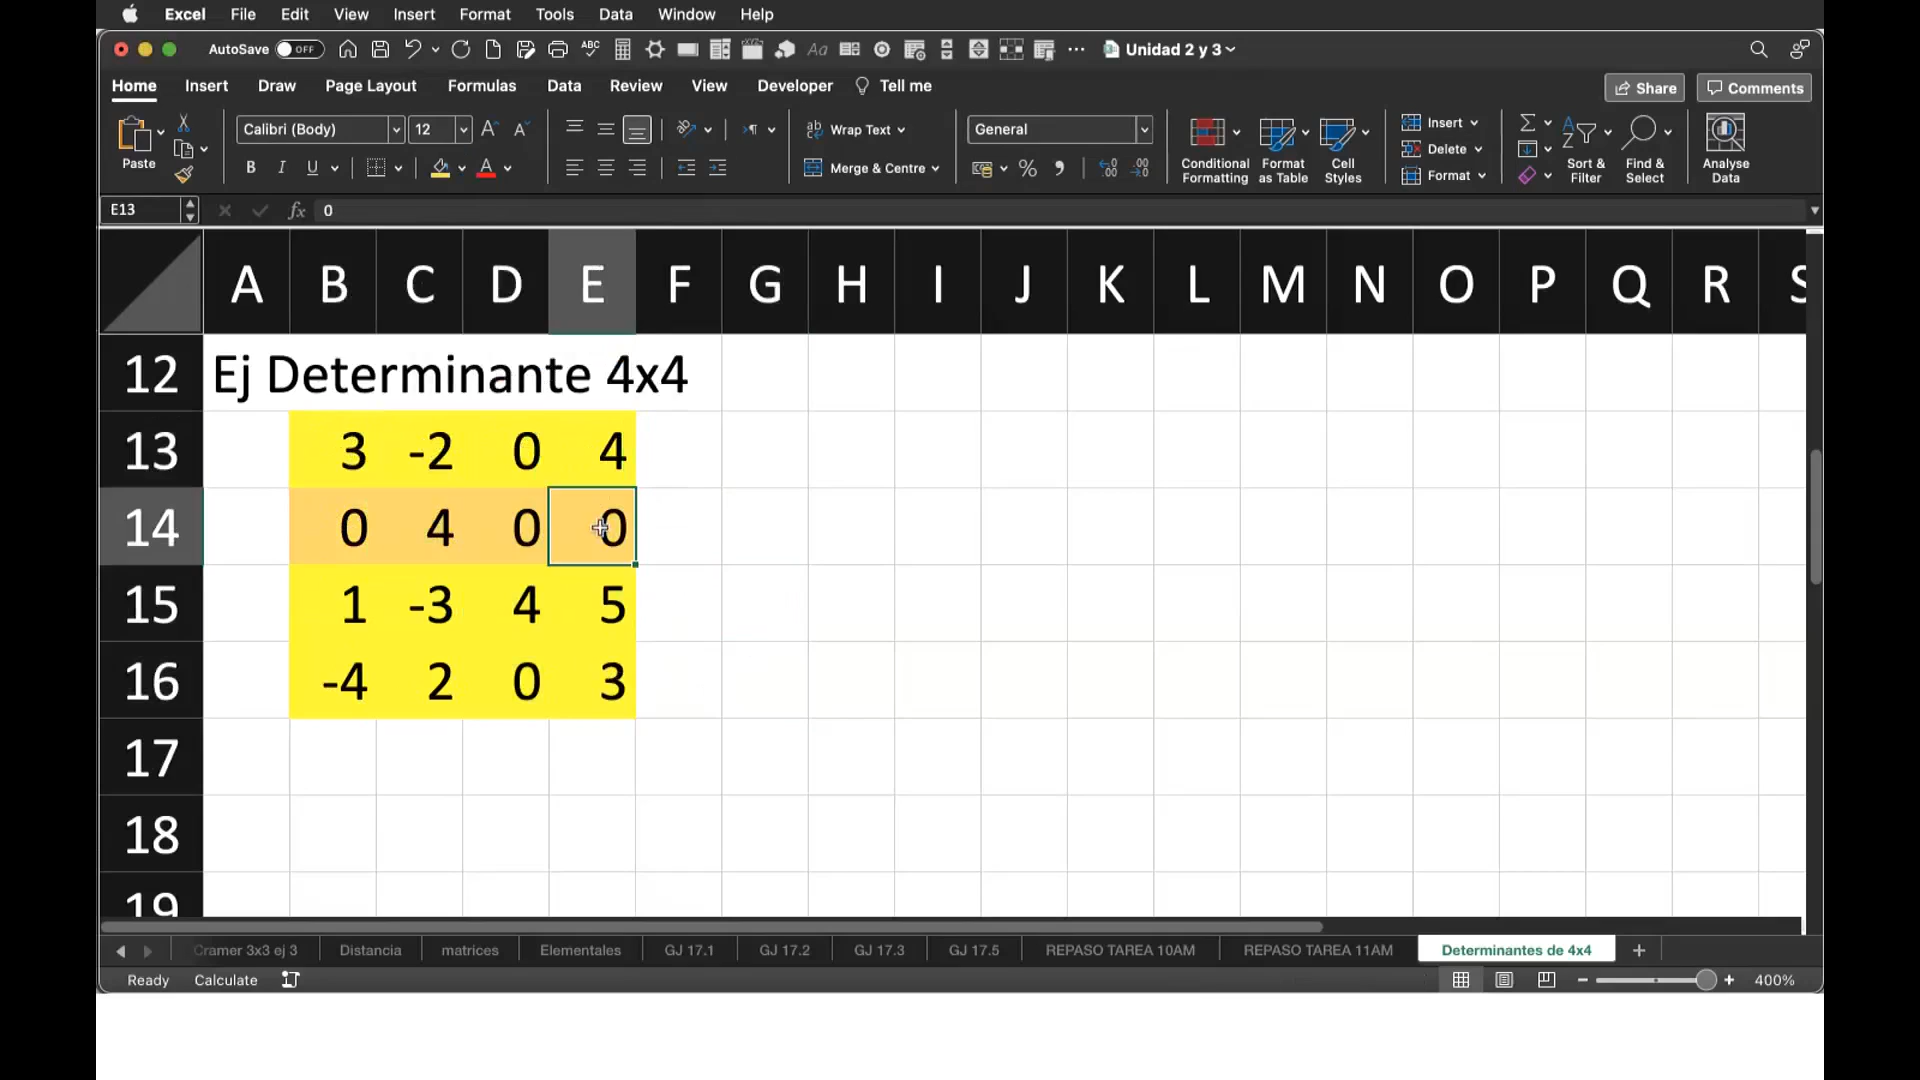 Excel File Edit View Insert Format Tools Data Window Help
AutoSave OFF Aa ... Unidad 2 y 3
Home Insert Draw Page Layout Formulas Data Review View Developer Tell me Share Comments
Paste Calibri (Body) 12 A A ab c Wrap Text General Insert Delete Format
B I U A Merge & Centre % , Conditional Formatting Format as Table Cell Styles Sort & Filter Find & Select Analyse Data
E13 fx 0
A B C D E F G H I J K L M N O P Q R S
12 Ej Determinante 4x4
13 3 -2 0 4
14 0 4 0 0
15 1 -3 4 5
16 -4 2 0 3
17
18
19
Cramer 3x3 ej 3 Distancia matrices Elementales GJ 17.1 GJ 17.2 GJ 17.3 GJ 17.5 REPASO TAREA 10AM REPASO TAREA 11AM Determinantes de 4x4 +
Ready Calculate - + 400%